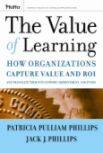 The Value of
Learning
HOW ORGANIZATIONS
CAPTURE VALUE AND ROI
PATRICIA PULLIAM PHILLIPS
JACK J. PHILLIPS